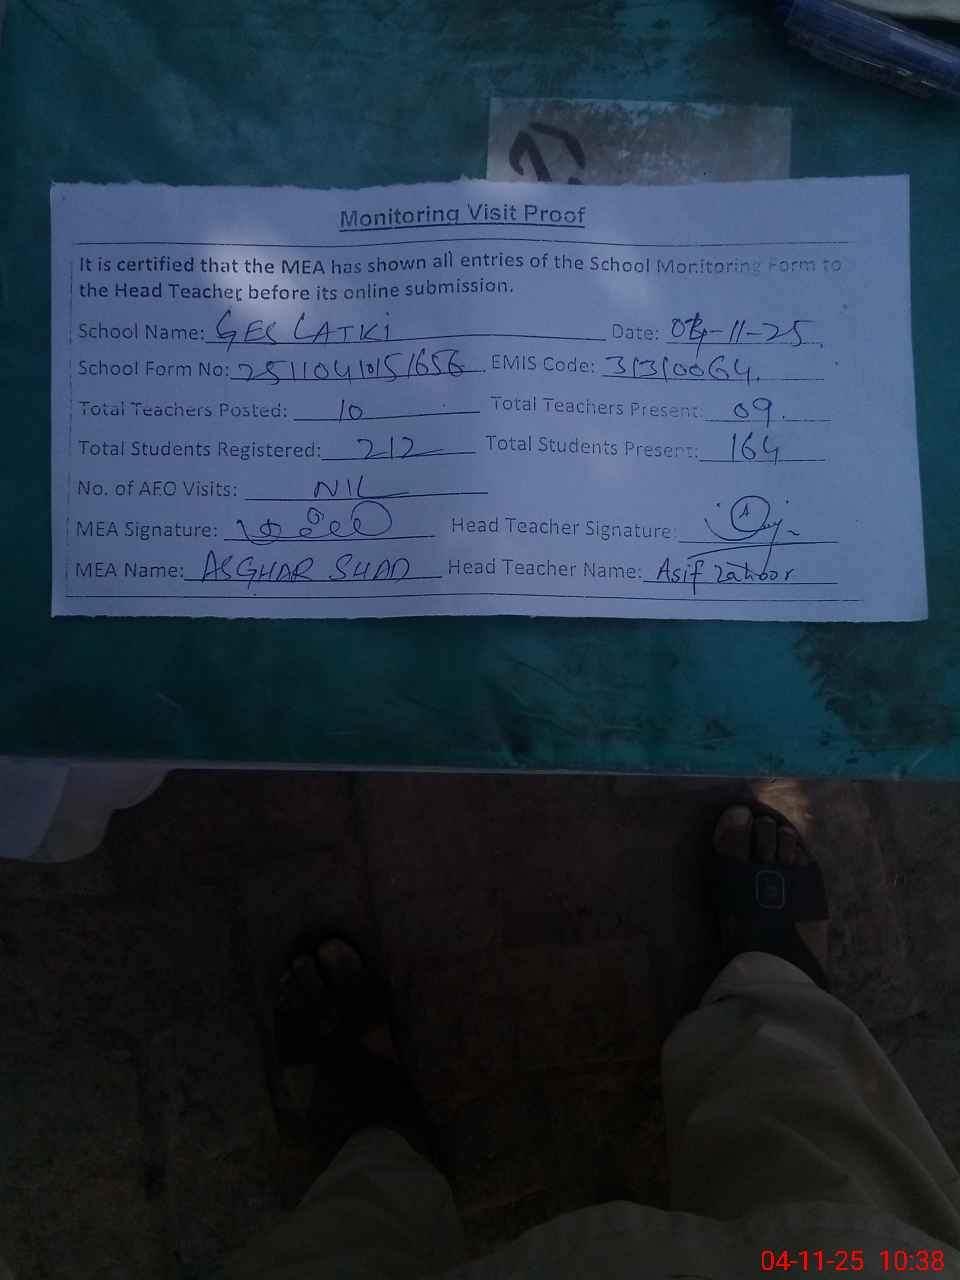 Monitoring Visit Proof
It is certified that the MEA has shown all entries of the School Monitoring Form to
the Head Teacher before its online submission.
School Name: GES LATKI Date: 04-11-25
School Form No: 25110410151656 EMIS Code: 31310064
Total Teachers Posted: 10 Total Teachers Present: 09
Total Students Registered: 212 Total Students Present: 164
No. of AEO Visits: NIL
MEA Signature: Head Teacher Signature:
MEA Name: ASGHAR SHAD Head Teacher Name: Asif Zahoor
04-11-25 10:38